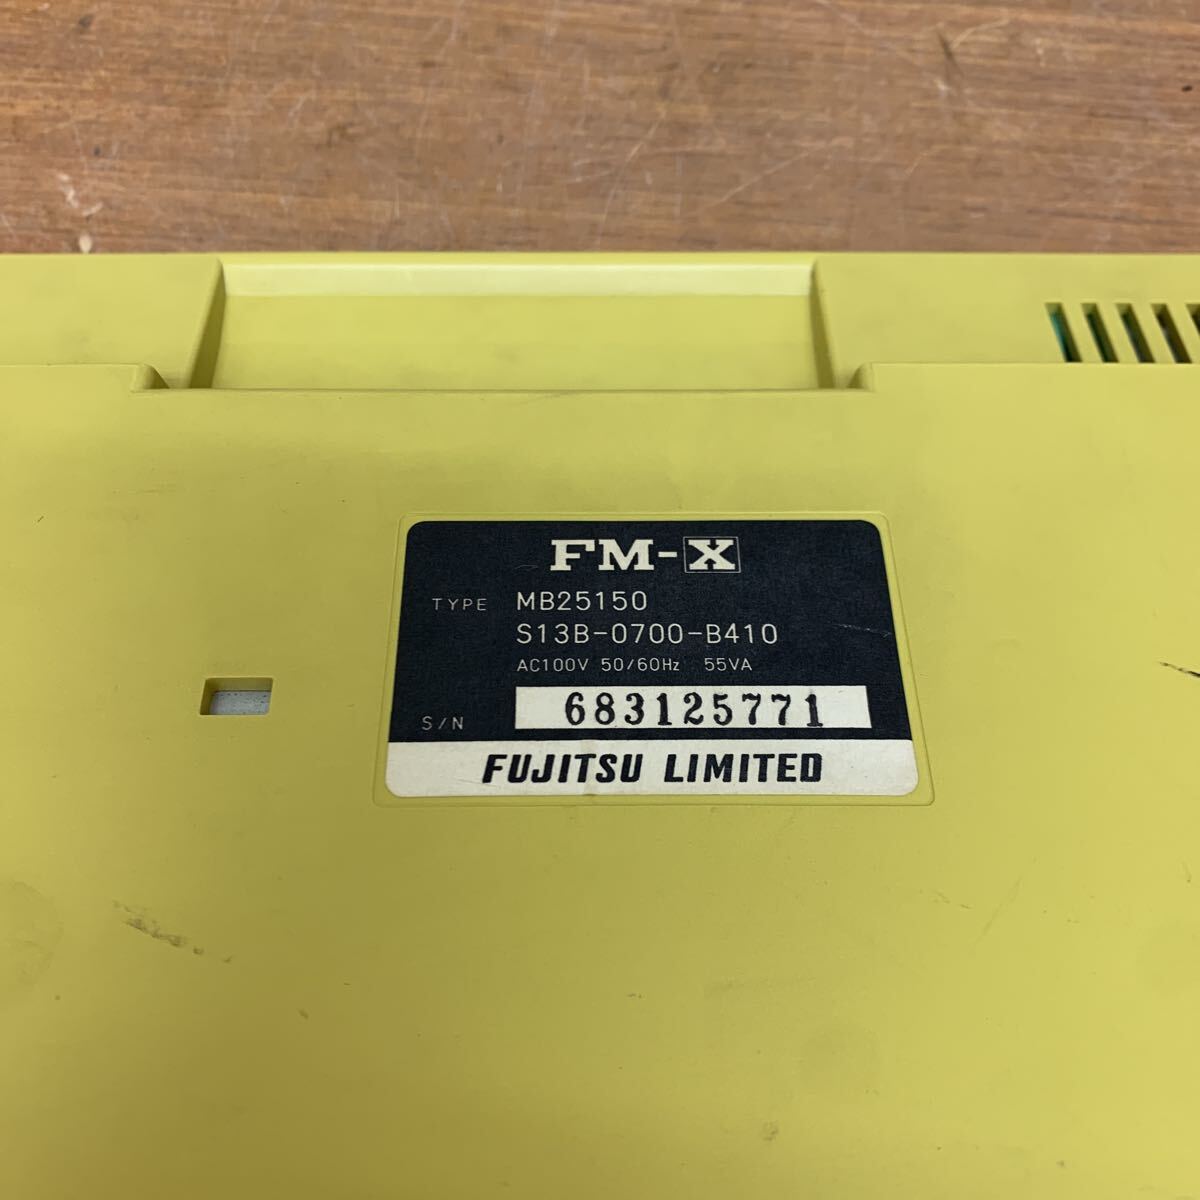 FM-X
TYPE MB25150
S13B-0700-B410
AC100V 50/60Hz 55VA
S/N 683125771
FUJITSU LIMITED